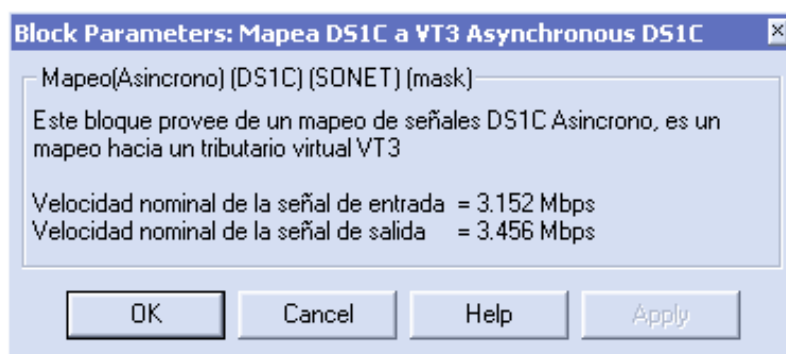 Block Parameters: Mapea DS1C a VT3 Asynchronous DS1C
Mapeo(Asincrono) (DS1C) (SONET) (mask)
Este bloque provee de un mapeo de señales DS1C Asincrono, es un
mapeo hacia un tributario virtual VT3
Velocidad nominal de la señal de entrada = 3.152 Mbps
Velocidad nominal de la señal de salida = 3.456 Mbps
OK Cancel Help Apply